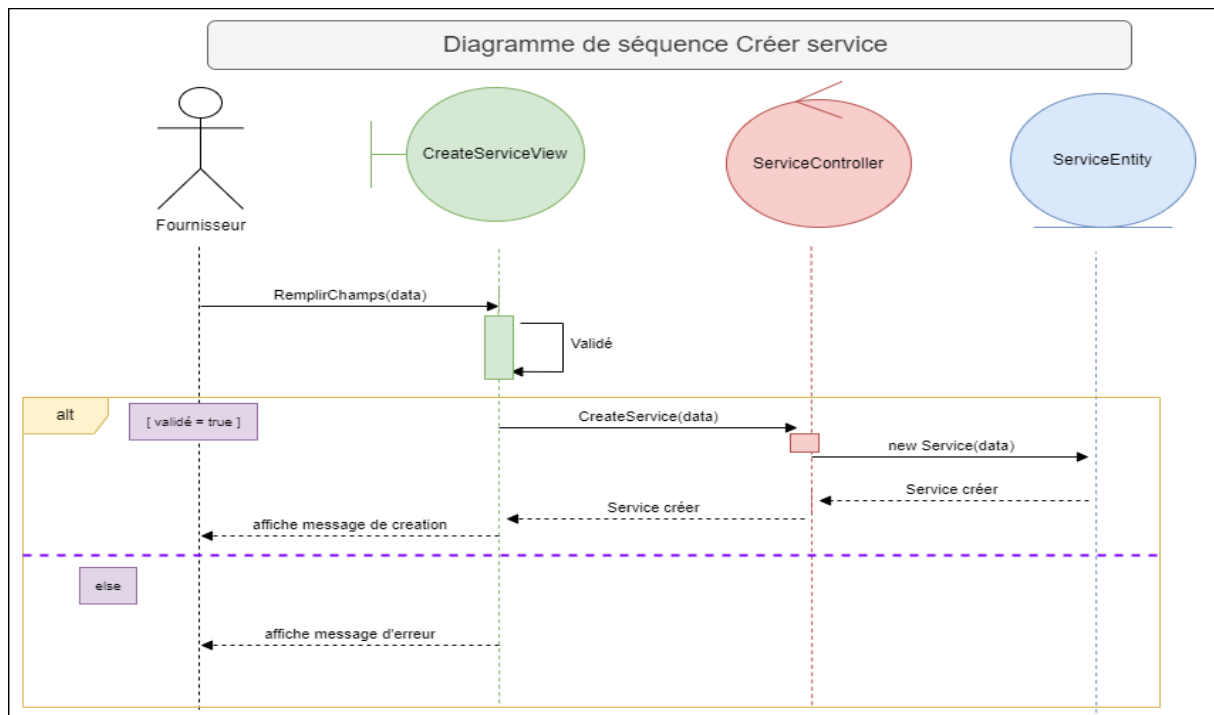 Diagramme de séquence Créer service
CreateServiceView
ServiceController
ServiceEntity
Fournisseur
RemplirChamps(data)
Validé
alt
[ validé = true ]
CreateService(data)
new Service(data)
Service créer
Service créer
affiche message de creation
else
affiche message d'erreur